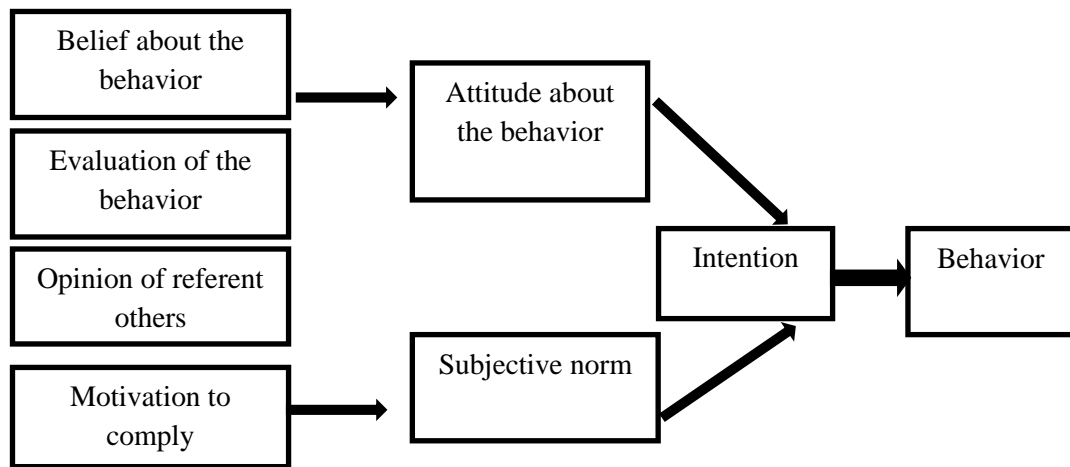 Belief about the
behavior
Evaluation of the
behavior
Opinion of referent
others
Motivation to
comply
Attitude about
the behavior
Subjective norm
Intention
Behavior